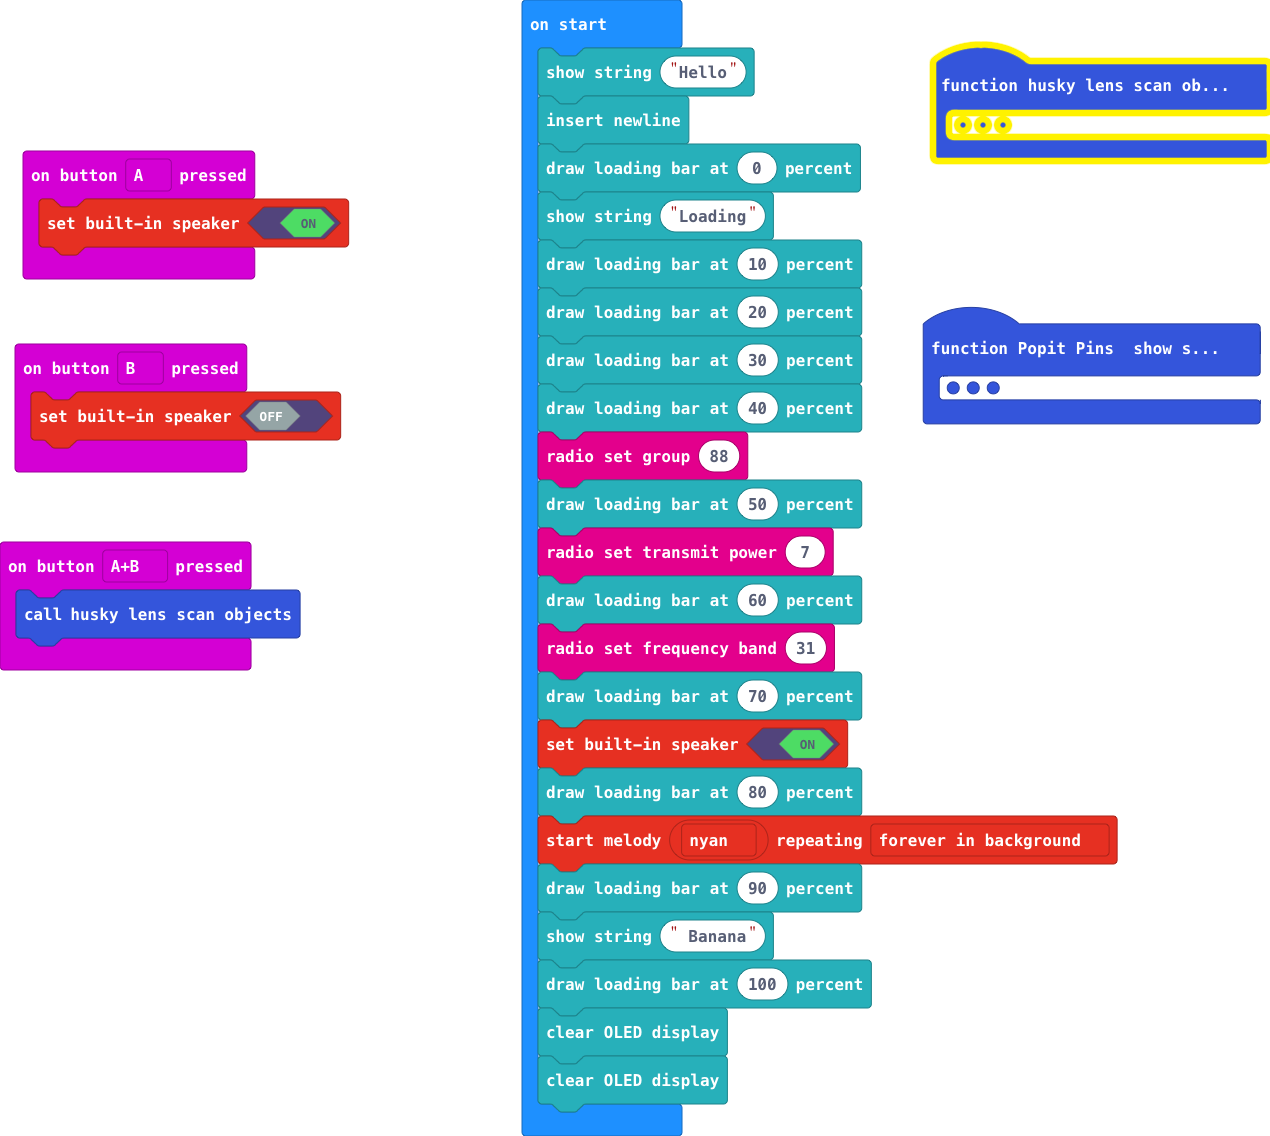 on button A pressed
set built-in speaker ON
on button B pressed
set built-in speaker OFF
on button A+B pressed
call husky lens scan objects
on start
show string "Hello"
insert newline
draw loading bar at 0 percent
show string "Loading"
draw loading bar at 10 percent
draw loading bar at 20 percent
draw loading bar at 30 percent
draw loading bar at 40 percent
radio set group 88
draw loading bar at 50 percent
radio set transmit power 7
draw loading bar at 60 percent
radio set frequency band 31
draw loading bar at 70 percent
set built-in speaker ON
draw loading bar at 80 percent
start melody nyan repeating forever in background
draw loading bar at 90 percent
show string " Banana"
draw loading bar at 100 percent
clear OLED display
clear OLED display
function husky lens scan ob...
function Popit Pins  show s...